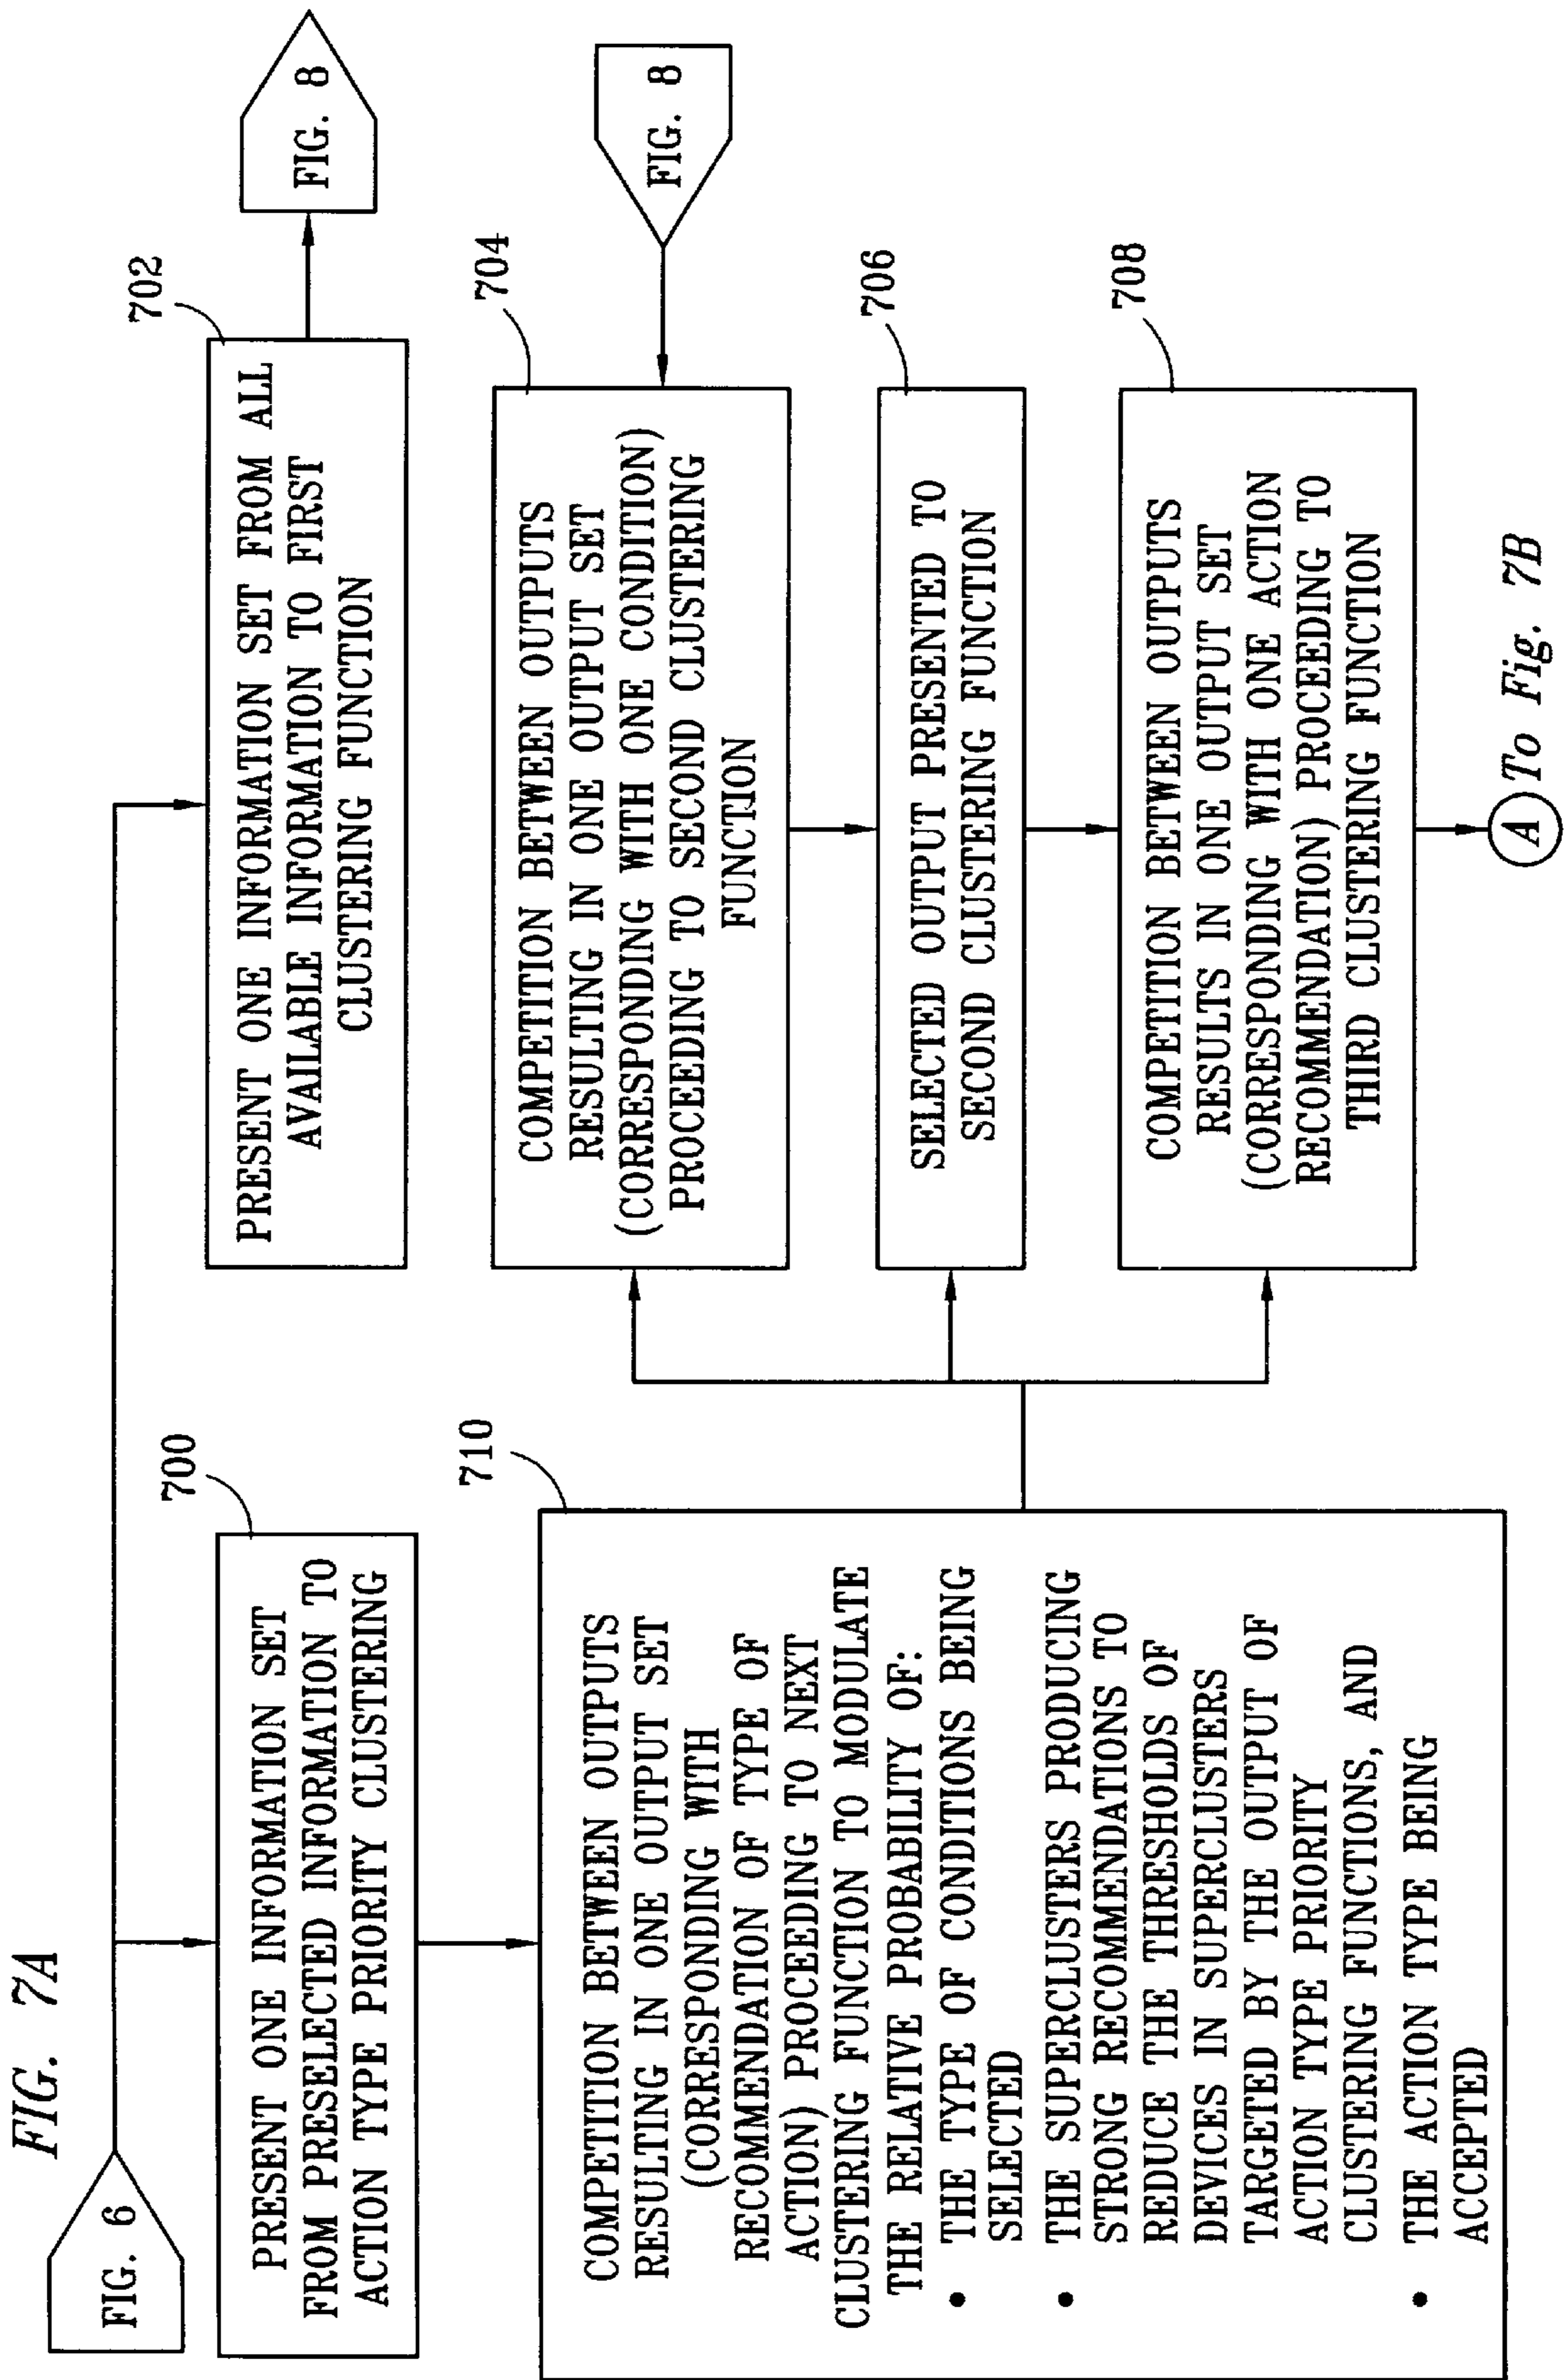 FIG. 7A
FIG. 6
700
PRESENT ONE INFORMATION SET
FROM PRESELECTED INFORMATION TO
ACTION TYPE PRIORITY CLUSTERING
710
COMPETITION BETWEEN OUTPUTS
RESULTING IN ONE OUTPUT SET
(CORRESPONDING WITH
RECOMMENDATION OF TYPE OF
ACTION) PROCEEDING TO NEXT
CLUSTERING FUNCTION TO MODULATE
THE RELATIVE PROBABILITY OF:
• THE TYPE OF CONDITIONS BEING
SELECTED
• THE SUPERCLUSTERS PRODUCING
STRONG RECOMMENDATIONS TO
REDUCE THE THRESHOLDS OF
DEVICES IN SUPERCLUSTERS
TARGETED BY THE OUTPUT OF
ACTION TYPE PRIORITY
CLUSTERING FUNCTIONS, AND
• THE ACTION TYPE BEING
ACCEPTED
702
PRESENT ONE INFORMATION SET FROM ALL
AVAILABLE INFORMATION TO FIRST
CLUSTERING FUNCTION
FIG. 8
704
COMPETITION BETWEEN OUTPUTS
RESULTING IN ONE OUTPUT SET
(CORRESPONDING WITH ONE CONDITION)
PROCEEDING TO SECOND CLUSTERING
FUNCTION
FIG. 8
706
SELECTED OUTPUT PRESENTED TO
SECOND CLUSTERING FUNCTION
708
COMPETITION BETWEEN OUTPUTS
RESULTS IN ONE OUTPUT SET
(CORRESPONDING WITH ONE ACTION
RECOMMENDATION) PROCEEDING TO
THIRD CLUSTERING FUNCTION
A To Fig. 7B